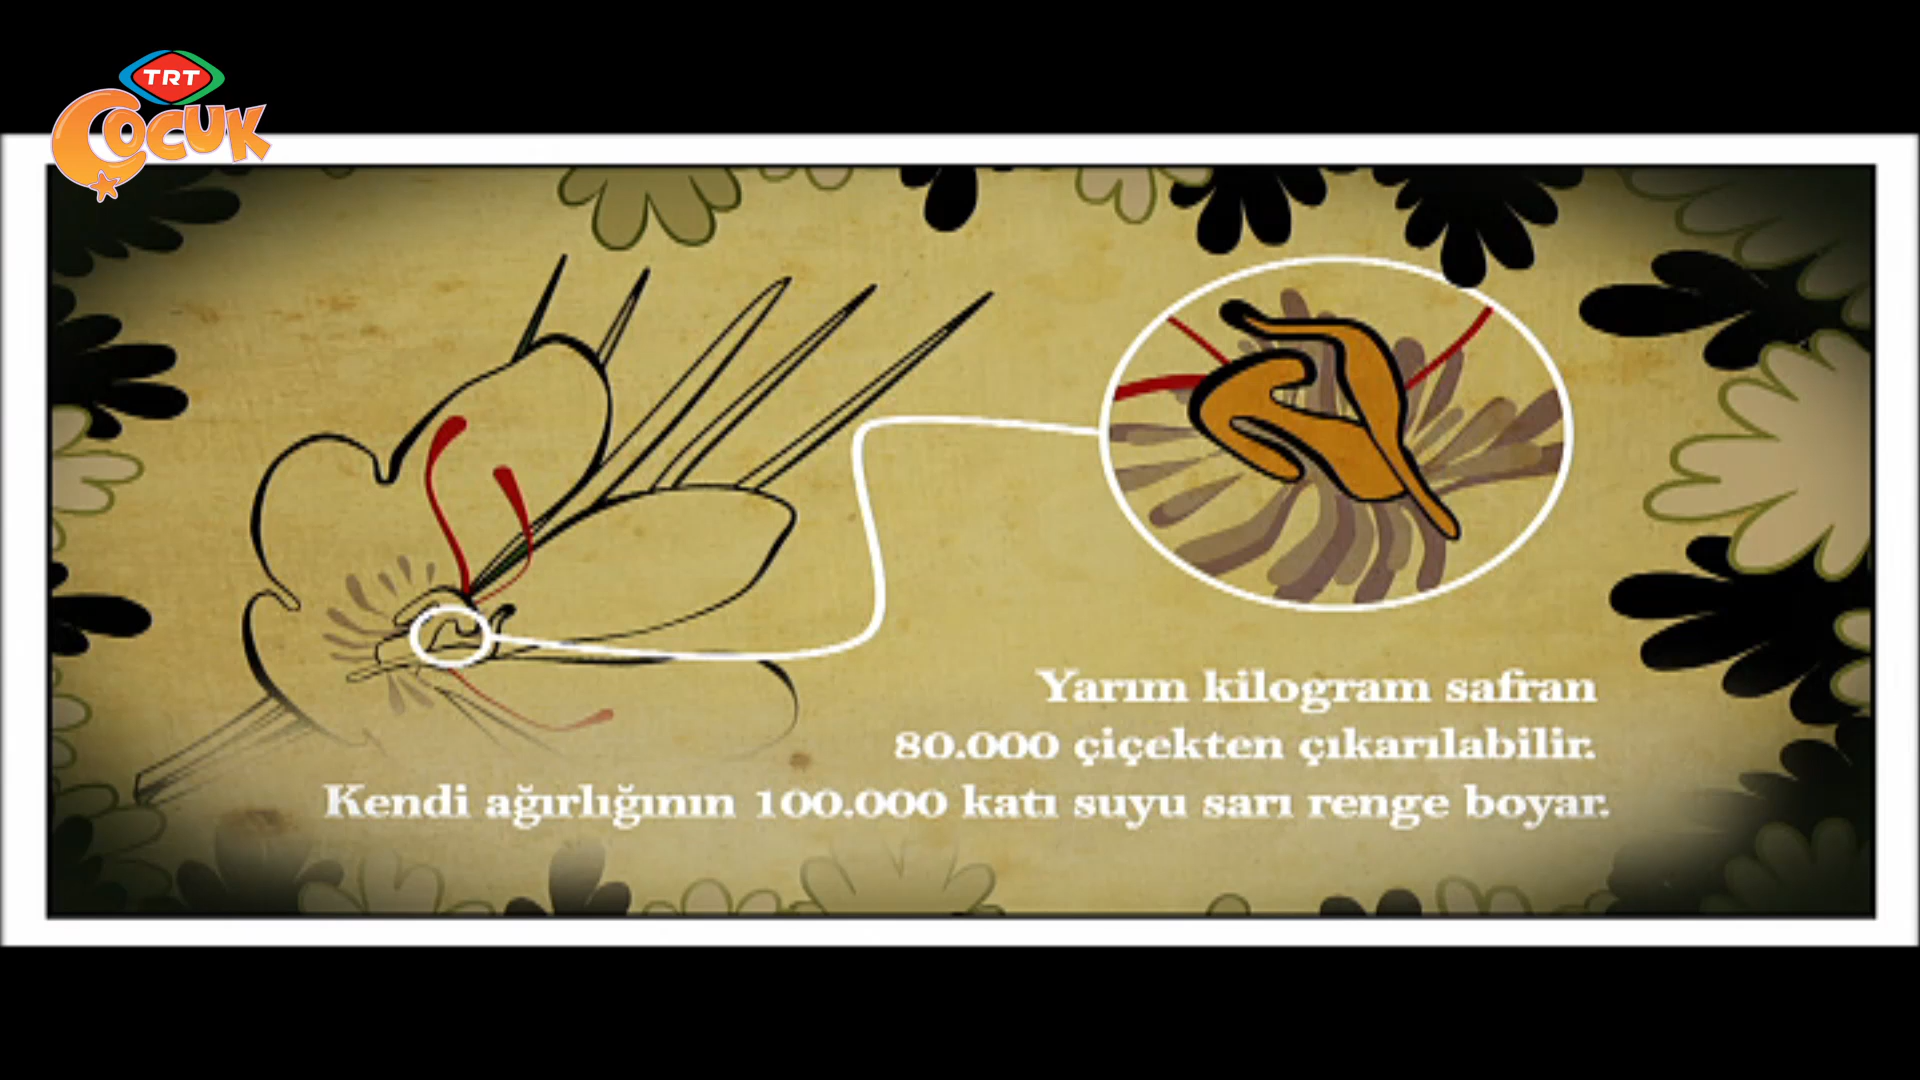 TRT
ÇOCUK
Yarım kilogram safran
80.000 çiçekten çıkarılabilir.
Kendi ağırlığının 100.000 katı suyu sarı renge boyar.